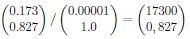 (0.173 / 0.827) / (0.00001 / 1.0) = (17300 / 0,827)